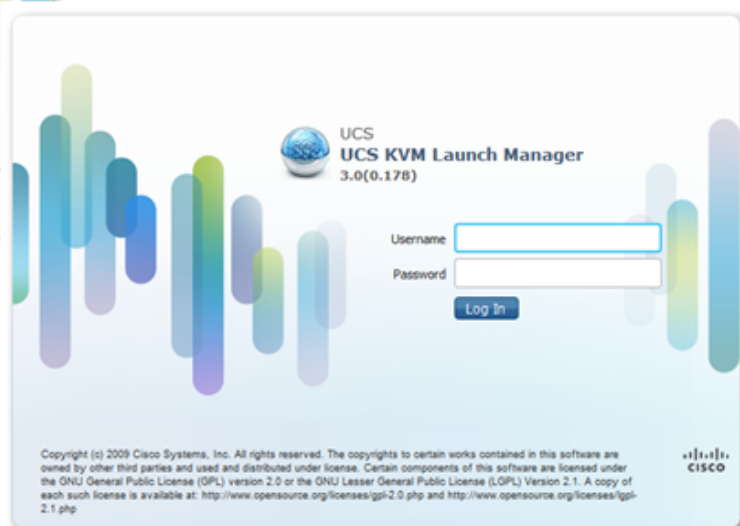 UCS
UCS KVM Launch Manager
3.0(0.178)
Username
Password
Log In
Copyright (c) 2009 Cisco Systems, Inc. All rights reserved. The copyrights to certain works contained in this software are
owned by other third parties and used and distributed under license. Certain components of this software are licensed under
the GNU General Public License (GPL) version 2.0 or the GNU Lesser General Public License (LGPL) Version 2.1. A copy of
each such license is available at: http://www.opensource.org/licenses/gpl-2.0.php and http://www.opensource.org/licenses/lgpl-
2.1.php
CISCO